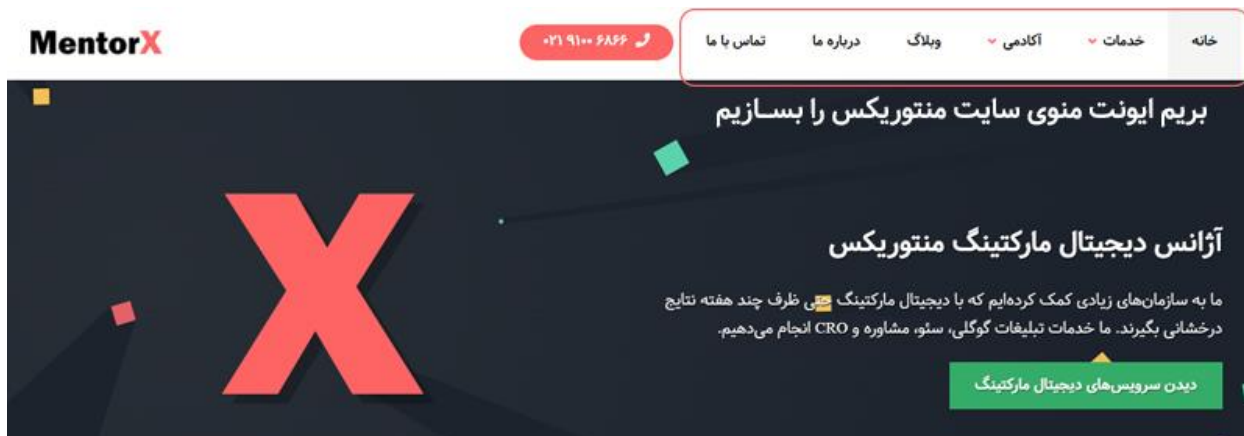 خانه خدمات آکادمی وبلاگ درباره ما تماس با ما ۰۲۱ ۹۱۰۰ ۶۸۶۶ MentorX
بریم ایونت منوی سایت منتوریکس را بسـازیم
X
آژانس دیجیتال مارکتینگ منتوریکس
ما به سازمان‌های زیادی کمک کرده‌ایم که با دیجیتال مارکتینگ حتی ظرف چند هفته نتایج
درخشانی بگیرند. ما خدمات تبلیغات گوگلی، سئو، مشاوره و CRO انجام می‌دهیم.
دیدن سرویس‌های دیجیتال مارکتینگ